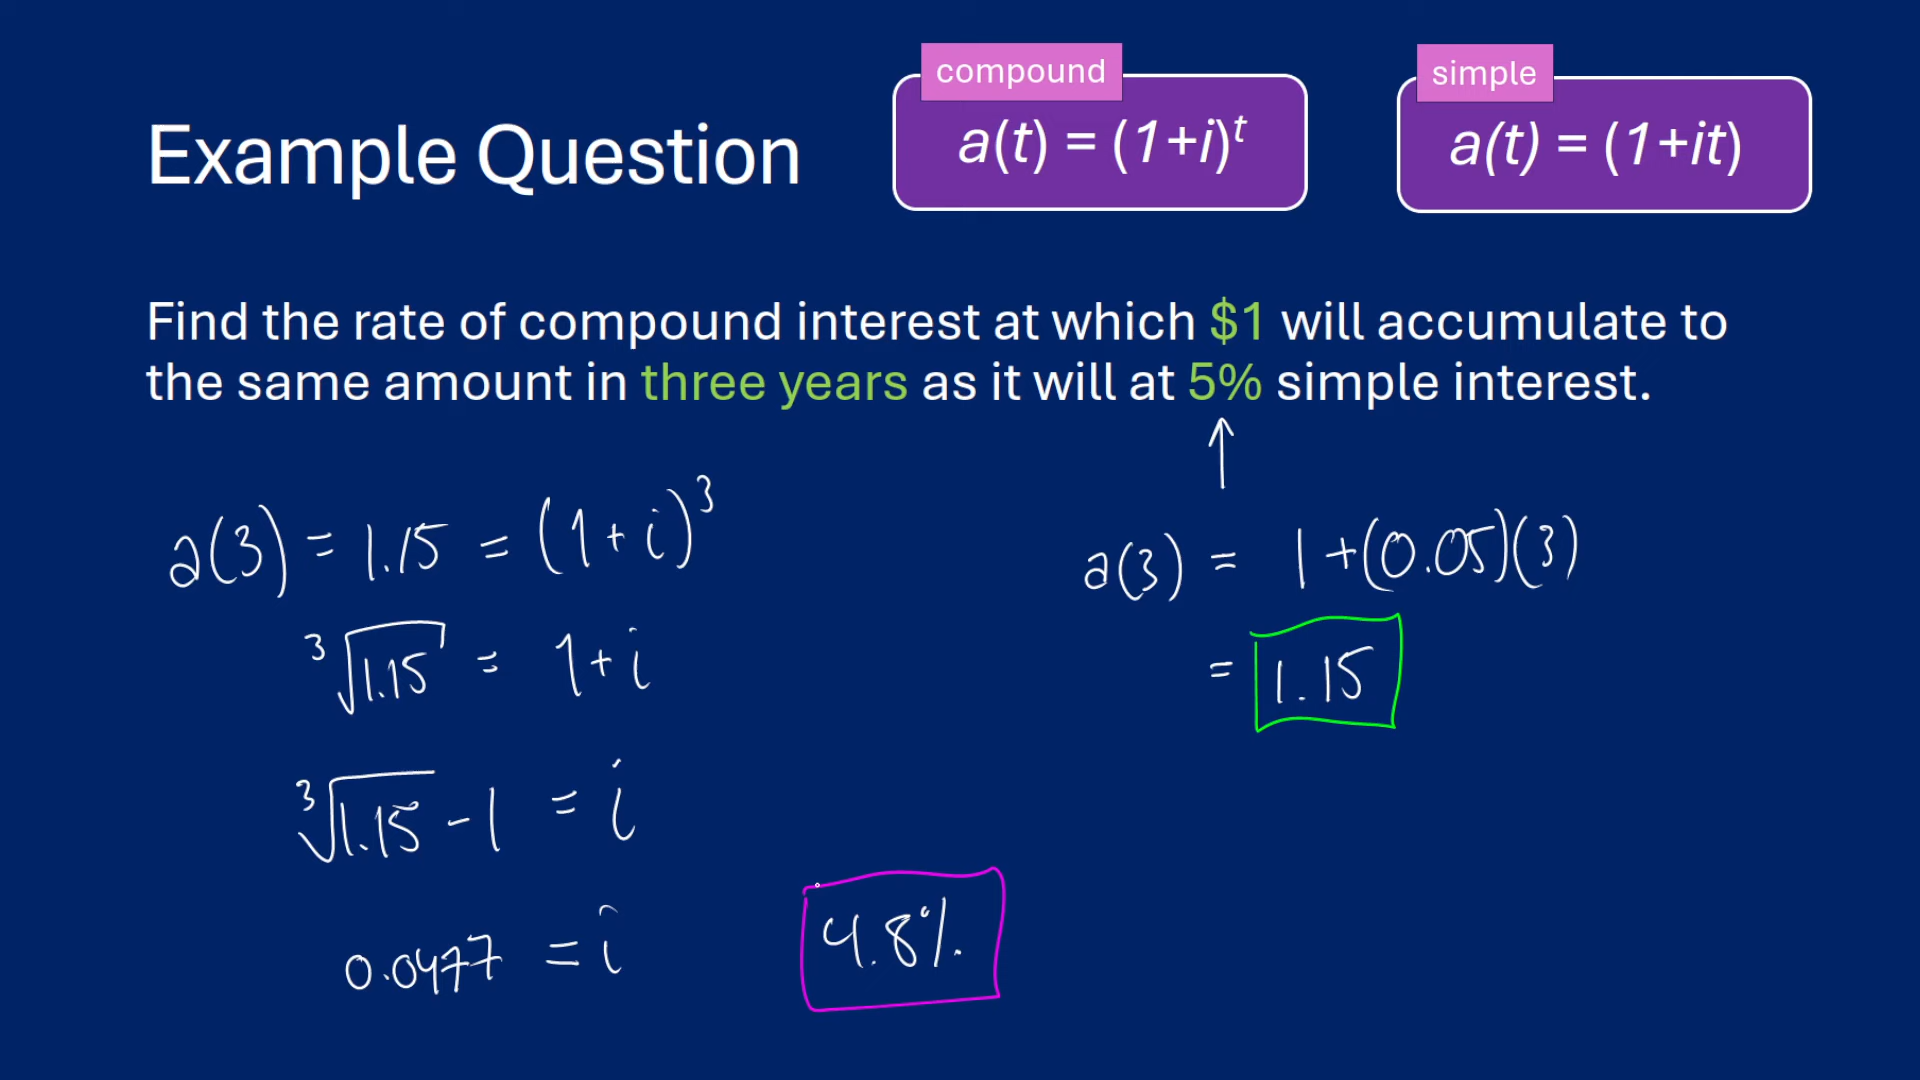 compound
simple
Example Question
a(t) = (1+i)^t
a(t) = (1+it)
Find the rate of compound interest at which $1 will accumulate to
the same amount in three years as it will at 5% simple interest.
a(3) = 1.15 = (1+i)^3
∛1.15 = 1+i
∛1.15 - 1 = i
0.0477 = i
4.8%
a(3) = 1+(0.05)(3)
= 1.15